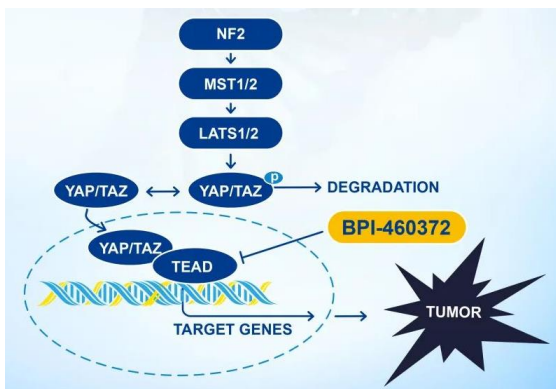 NF2
MST1/2
LATS1/2
YAP/TAZ
YAP/TAZ
p
DEGRADATION
YAP/TAZ
TEAD
BPI-460372
TARGET GENES
TUMOR